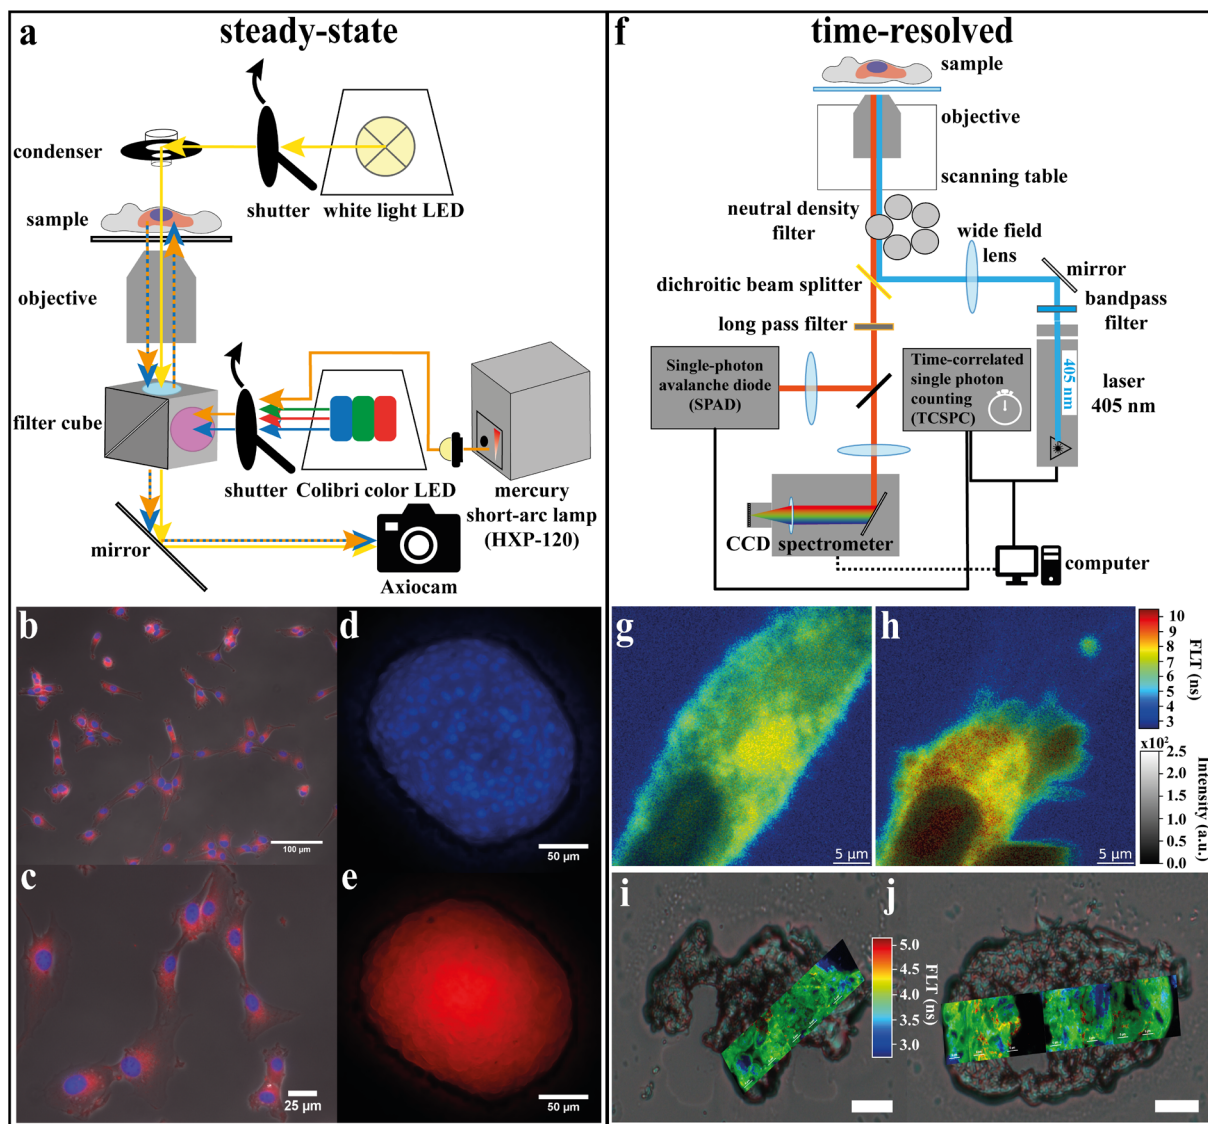 a
steady-state
condenser
shutter
white light LED
sample
objective
filter cube
shutter
Colibri color LED
mercury
short-arc lamp
(HXP-120)
mirror
Axiocam
b
100 µm
c
25 µm
d
50 µm
e
50 µm
f
time-resolved
sample
objective
scanning table
neutral density
filter
wide field
lens
mirror
dichroitic beam splitter
bandpass
filter
long pass filter
Single-photon
avalanche diode
(SPAD)
Time-correlated
single photon
counting
(TCSPC)
405 nm
laser
405 nm
CCD spectrometer
computer
g
5 µm
h
5 µm
10
9
8
7
6
5
4
3
FLT (ns)
x10²
2.5
2.0
1.5
1.0
0.5
0.0
Intensity (a.u.)
i
5.0
4.5
4.0
3.5
3.0
FLT (ns)
j